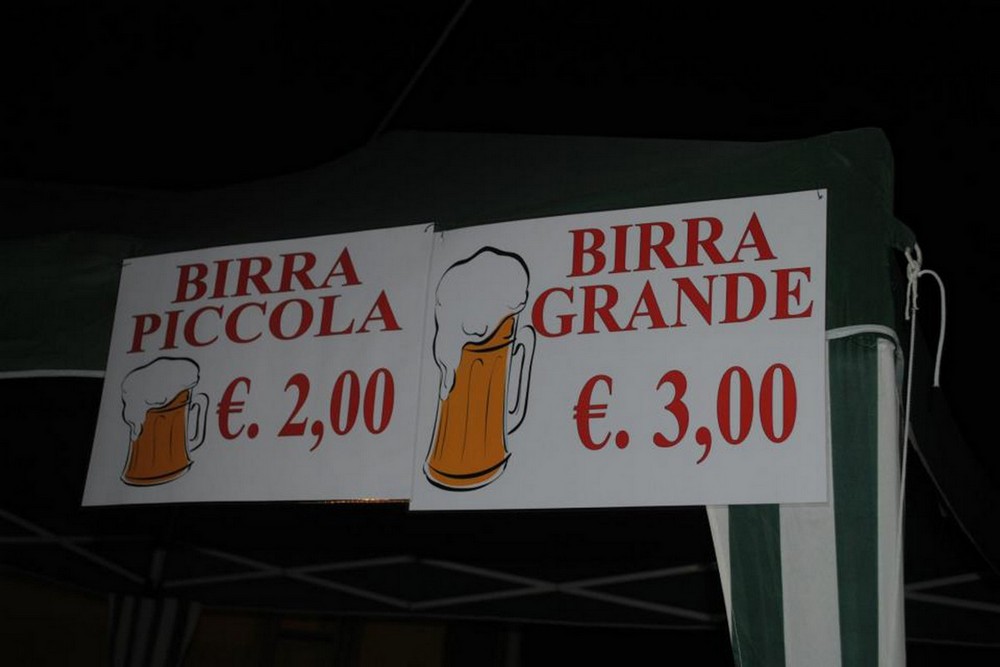 BIRRA
PICCOLA
€. 2,00
BIRRA
GRANDE
€. 3,00